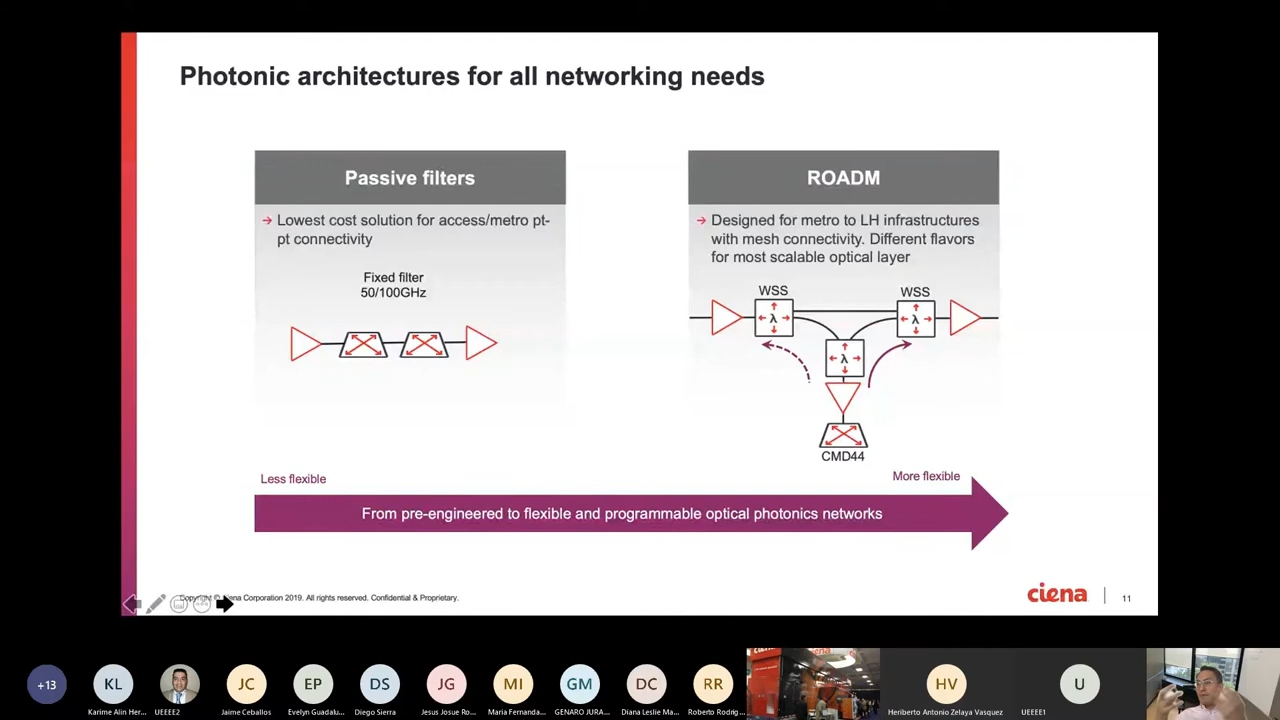 Photonic architectures for all networking needs
Passive filters
→ Lowest cost solution for access/metro pt-
pt connectivity
Fixed filter
50/100GHz
ROADM
→ Designed for metro to LH infrastructures
with mesh connectivity. Different flavors
for most scalable optical layer
WSS
WSS
λ
λ
λ
CMD44
Less flexible
More flexible
From pre-engineered to flexible and programmable optical photonics networks
Copyright © Ciena Corporation 2019. All rights reserved. Confidential & Proprietary.
ciena
11
+13
KL
JC
EP
DS
JG
MI
GM
DC
RR
HV
U
Karime Alin Her...
UEEEE2
Jaime Ceballos
Evelyn Guadalu...
Diego Sierra
Jesus Josue Ro...
Maria Fernanda...
GENARO JURA...
Diana Leslie Ma...
Roberto Rodrig...
Heriberto Antonio Zelaya Vasquez
UEEEE1